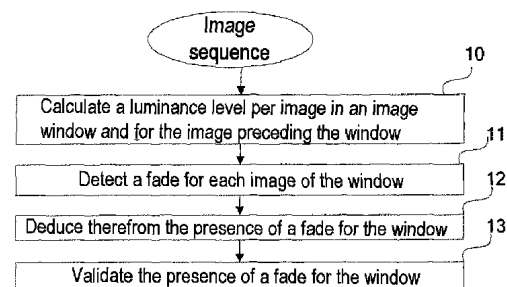 Image
sequence
10
Calculate a luminance level per image in an image
window and for the image preceding the window
11
Detect a fade for each image of the window
12
Deduce therefrom the presence of a fade for the window
13
Validate the presence of a fade for the window